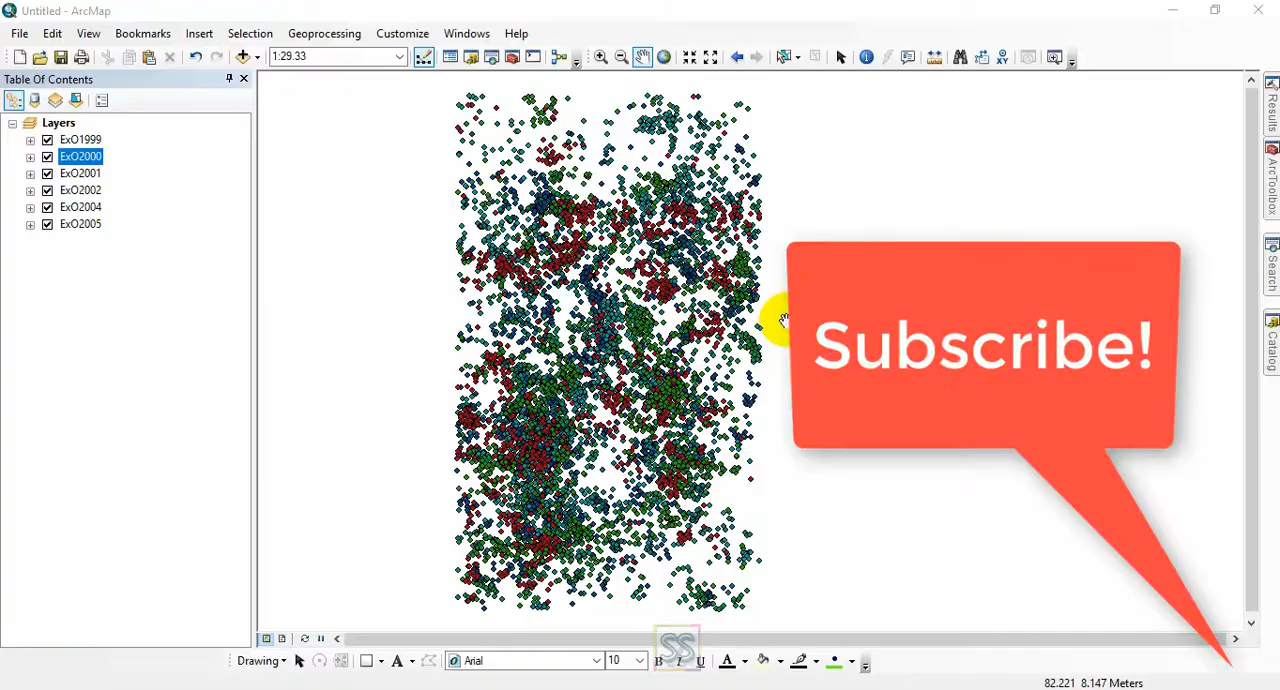 Untitled - ArcMap
File Edit View Bookmarks Insert Selection Geoprocessing Customize Windows Help
1:29.33
Table Of Contents
Layers
ExO1999
ExO2000
ExO2001
ExO2002
ExO2004
ExO2005
Subscribe!
Results
ArcToolbox
Search
Catalog
SS
Drawing
Arial
10
B I U
A
82.221 8.147 Meters